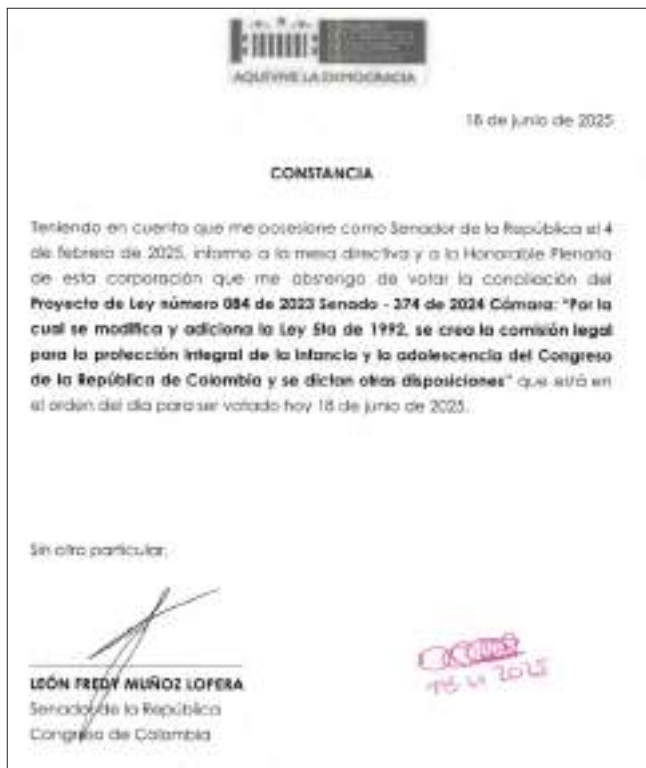 AQUÍ VIVE LA DEMOCRACIA
18 de junio de 2025
CONSTANCIA
Teniendo en cuenta que me posesione como Senador de la República el 4
de febrero de 2025, informo a la mesa directiva y a la Honorable Plenaria
de esta corporación que me abstengo de votar la conciliación del
Proyecto de Ley número 084 de 2023 Senado - 374 de 2024 Cámara: "Por la
cual se modifica y adiciona la Ley 5ta de 1992, se crea la comisión legal
para la protección integral de la infancia y la adolescencia del Congreso
de la República de Colombia y se dictan otras disposiciones" que está en
el orden del día para ser votado hoy 18 de junio de 2025.
Sin otro particular,
LEÓN FREDY MUÑOZ LOPERA
Senador de la República
Congreso de Colombia
2025